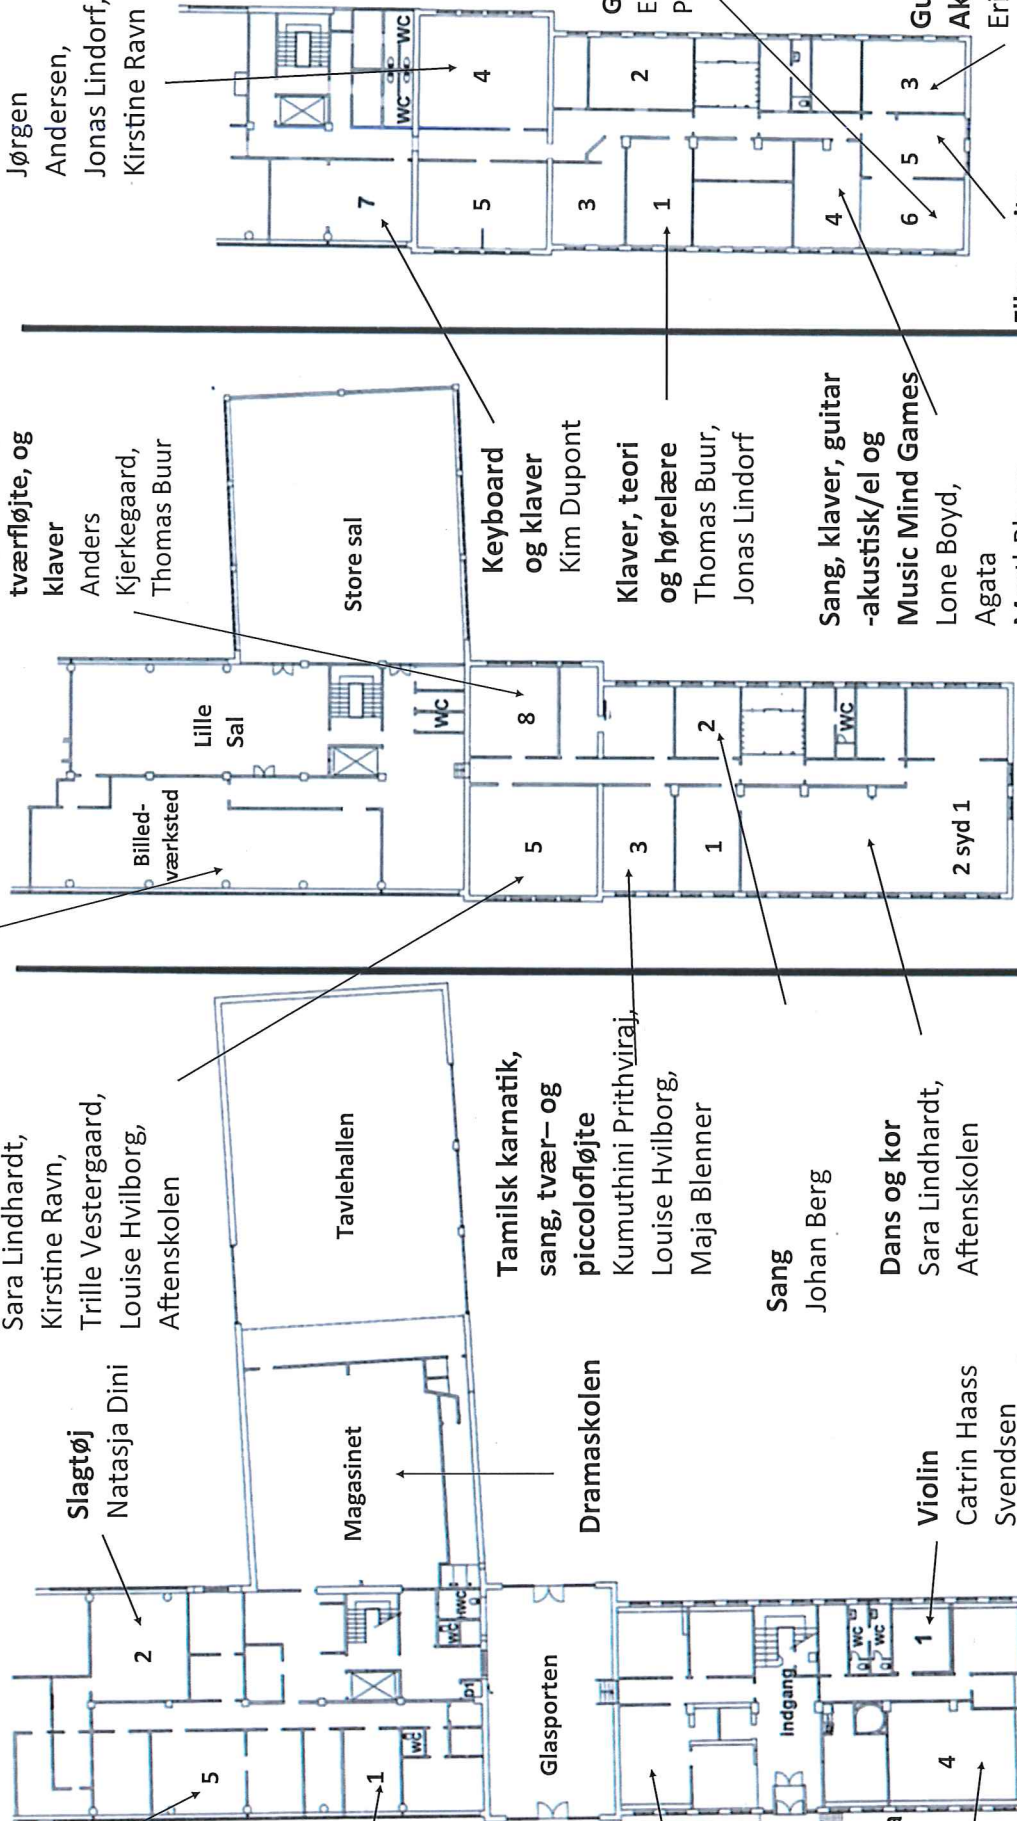 Slagtøj
Natasja Dini
2
5
1
WC
WC
HWC
D1
Magasinet
Tavlehallen
Dramaskolen
Glasporten
Indgang
WC
WC
1
4
Violin
Catrin Haass
Svendsen
Sara Lindhardt,
Kirstine Ravn,
Trille Vestergaard,
Louise Hvilborg,
Aftenskolen
Tamilsk karnatik,
sang, tvær– og
piccolofløjte
Kumuthini Prithviraj,
Louise Hvilborg,
Maja Blenner
Sang
Johan Berg
Dans og kor
Sara Lindhardt,
Aftenskolen
Billed-
værksted
Lille
Sal
Store sal
WC
5
8
3
1
2
WC
2 syd 1
tværfløjte, og
klaver
Anders
Kjerkegaard,
Thomas Buur
Keyboard
og klaver
Kim Dupont
Klaver, teori
og hørelære
Thomas Buur,
Jonas Lindorf
Sang, klaver, guitar
-akustisk/el og
Music Mind Games
Lone Boyd,
Agata
Jørgen
Andersen,
Jonas Lindorf,
Kirstine Ravn
WC
WC
7
4
5
3
2
1
4
6
5
3
G
E
P
Gu
Ak
Eri